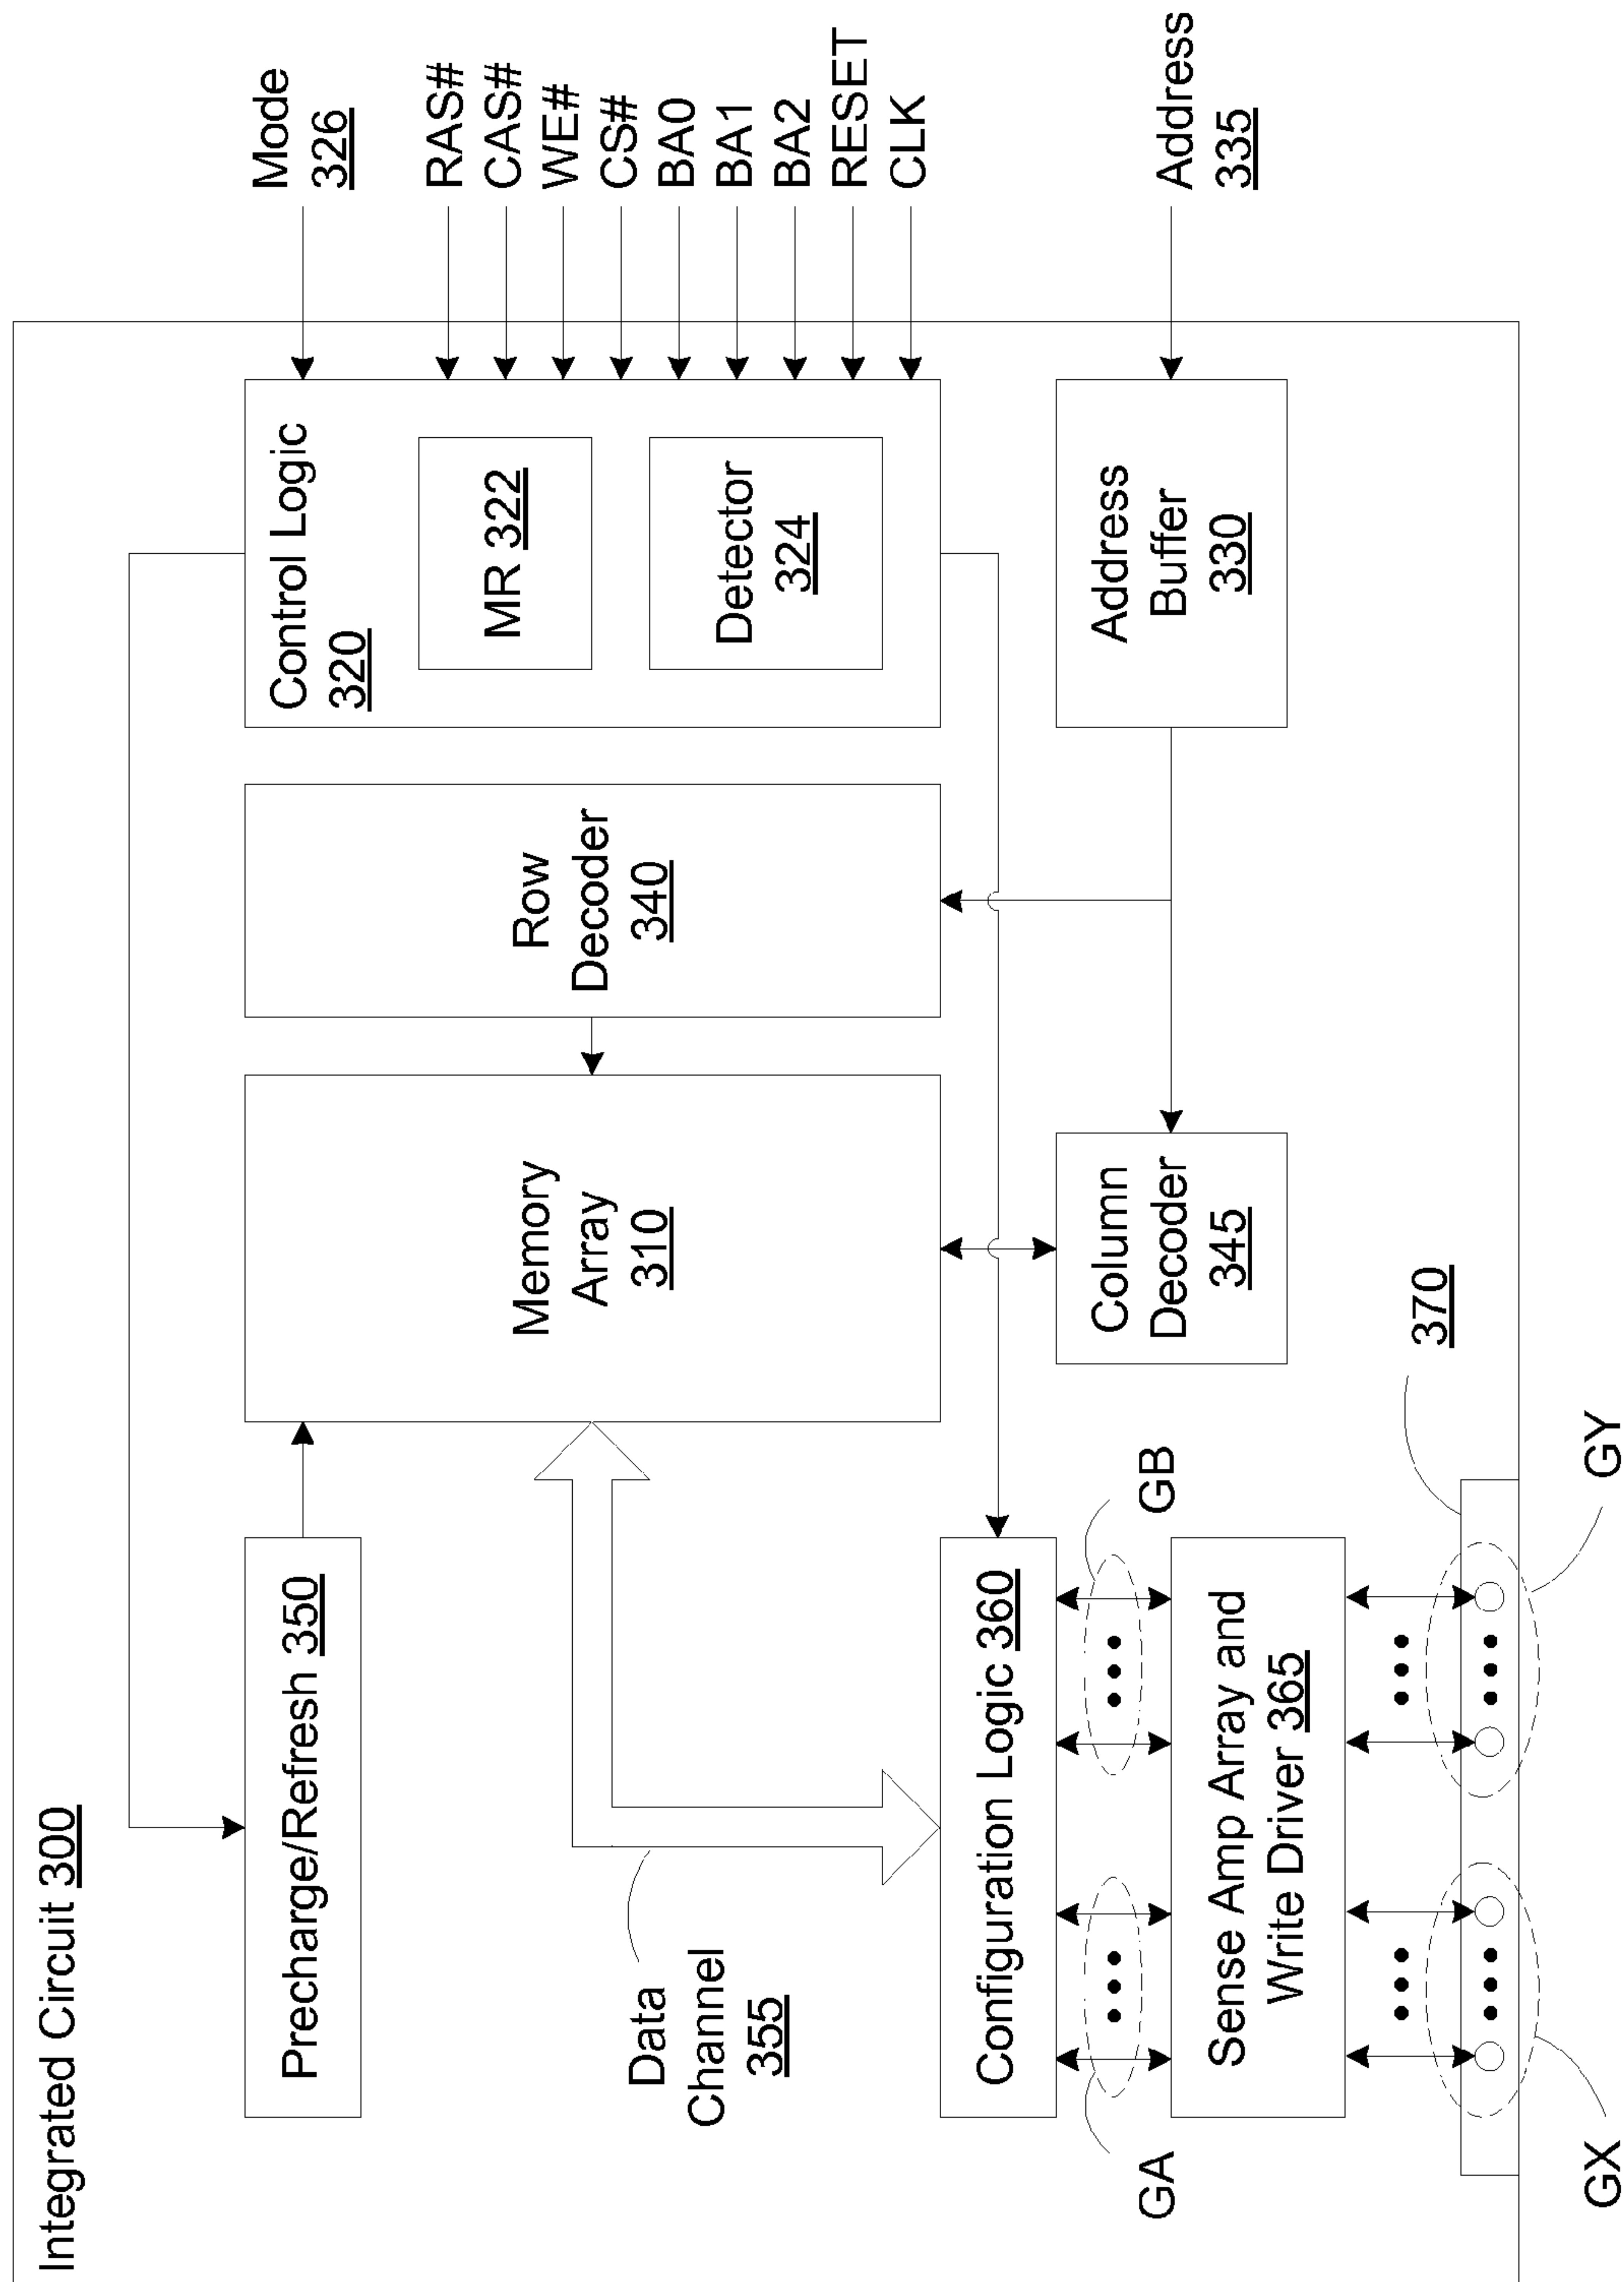 Integrated Circuit 300
Precharge/Refresh 350
Data
Channel
355
Memory
Array
310
Row
Decoder
340
Control Logic
320
MR 322
Detector
324
Mode
326
RAS#
CAS#
WE#
CS#
BA0
BA1
BA2
RESET
CLK
Configuration Logic 360
GA
GB
Sense Amp Array and
Write Driver 365
Column
Decoder
345
Address
Buffer
330
Address
335
370
GX
GY